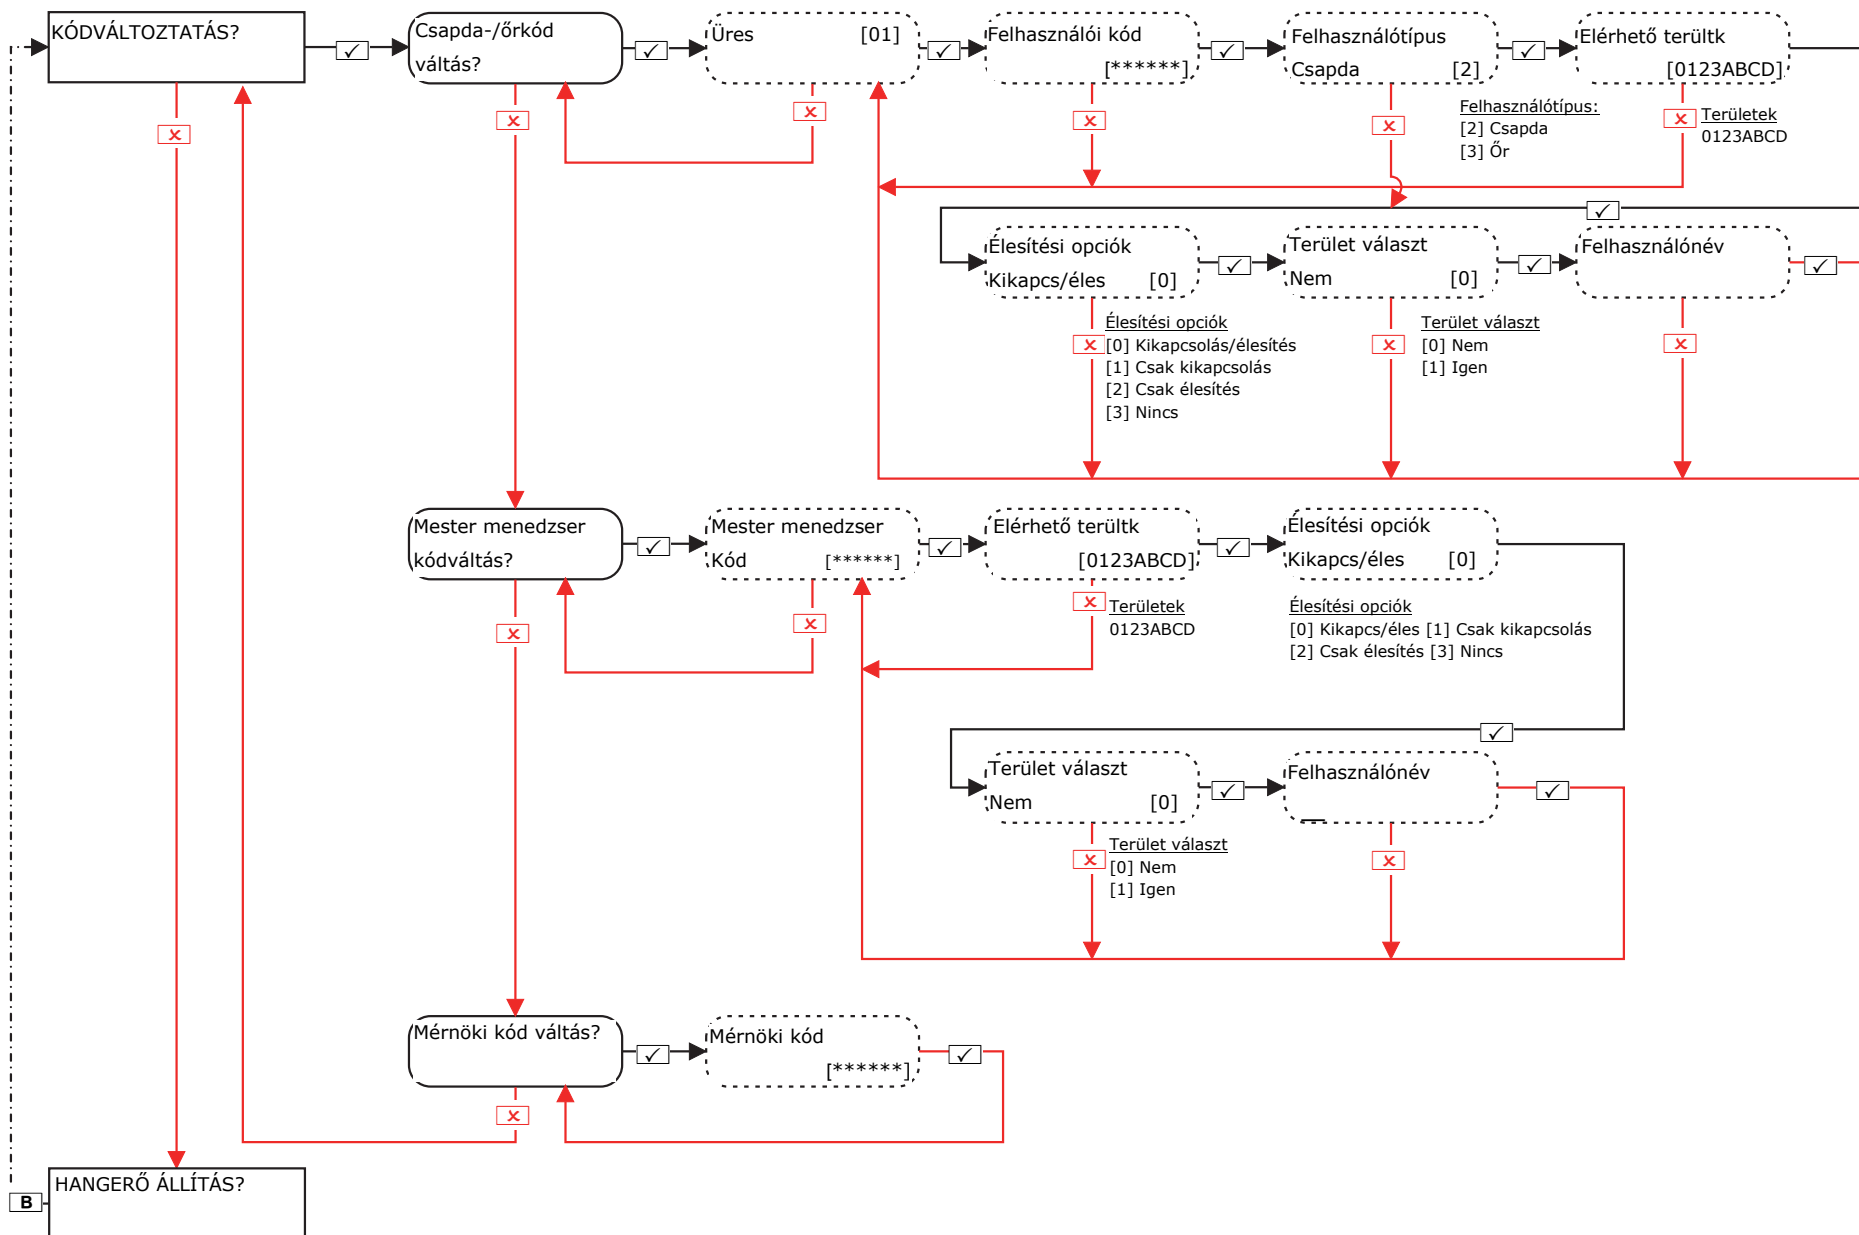 KÓDVÁLTOZTATÁS?
Csapda-/őrkód
váltás?
Üres [01]
Felhasználói kód
[******]
Felhasználótípus
Csapda [2]
Elérhető terültk
[0123ABCD]
Felhasználótípus:
[2] Csapda
[3] Őr
Területek
0123ABCD
Élesítési opciók
Kikapcs/éles [0]
Terület választ
Nem [0]
Felhasználónév
Élesítési opciók
[0] Kikapcsolás/élesítés
[1] Csak kikapcsolás
[2] Csak élesítés
[3] Nincs
Terület választ
[0] Nem
[1] Igen
Mester menedzser
kódváltás?
Mester menedzser
Kód [******]
Elérhető terültk
[0123ABCD]
Élesítési opciók
Kikapcs/éles [0]
Területek
0123ABCD
Élesítési opciók
[0] Kikapcs/éles [1] Csak kikapcsolás
[2] Csak élesítés [3] Nincs
Terület választ
Nem [0]
Felhasználónév
Terület választ
[0] Nem
[1] Igen
Mérnöki kód váltás?
Mérnöki kód
[******]
HANGERŐ ÁLLÍTÁS?
B